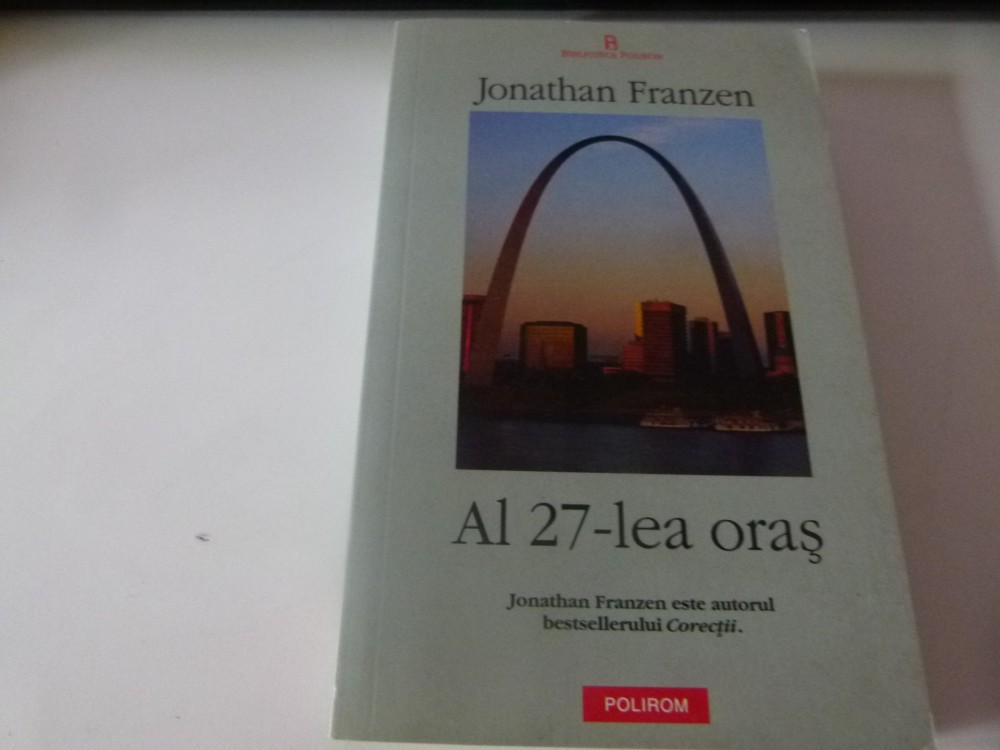 BIBLIOTECA POLIROM
Jonathan Franzen
Al 27-lea oraş
Jonathan Franzen este autorul
bestsellerului Corecţii.
POLIROM